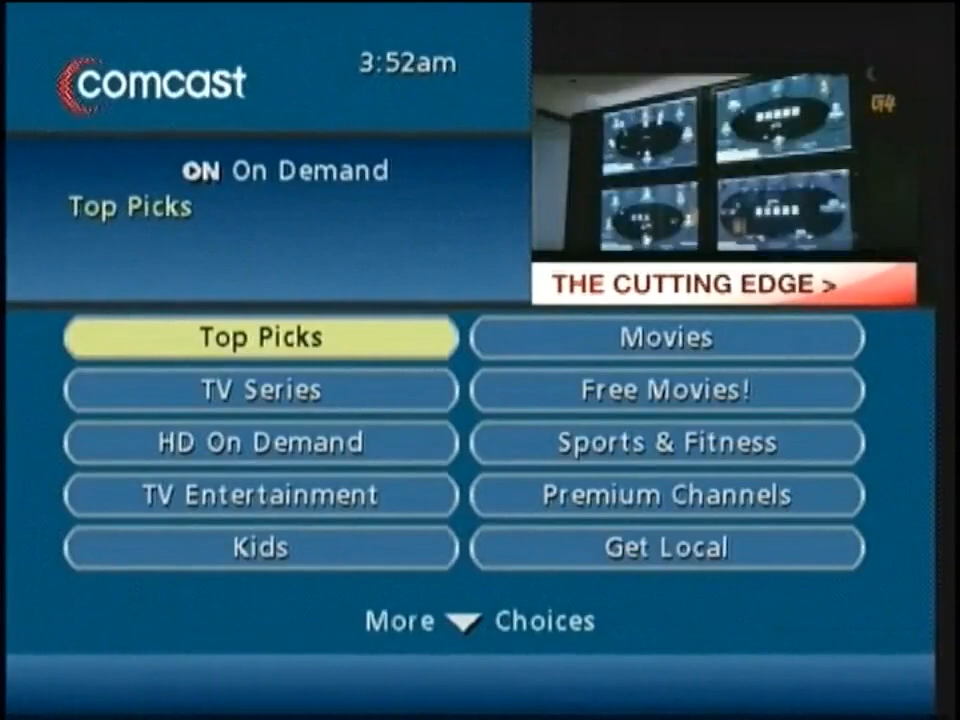 comcast
3:52am
G4
ON On Demand
Top Picks
THE CUTTING EDGE >
Top Picks
Movies
TV Series
Free Movies!
HD On Demand
Sports & Fitness
TV Entertainment
Premium Channels
Kids
Get Local
More Choices